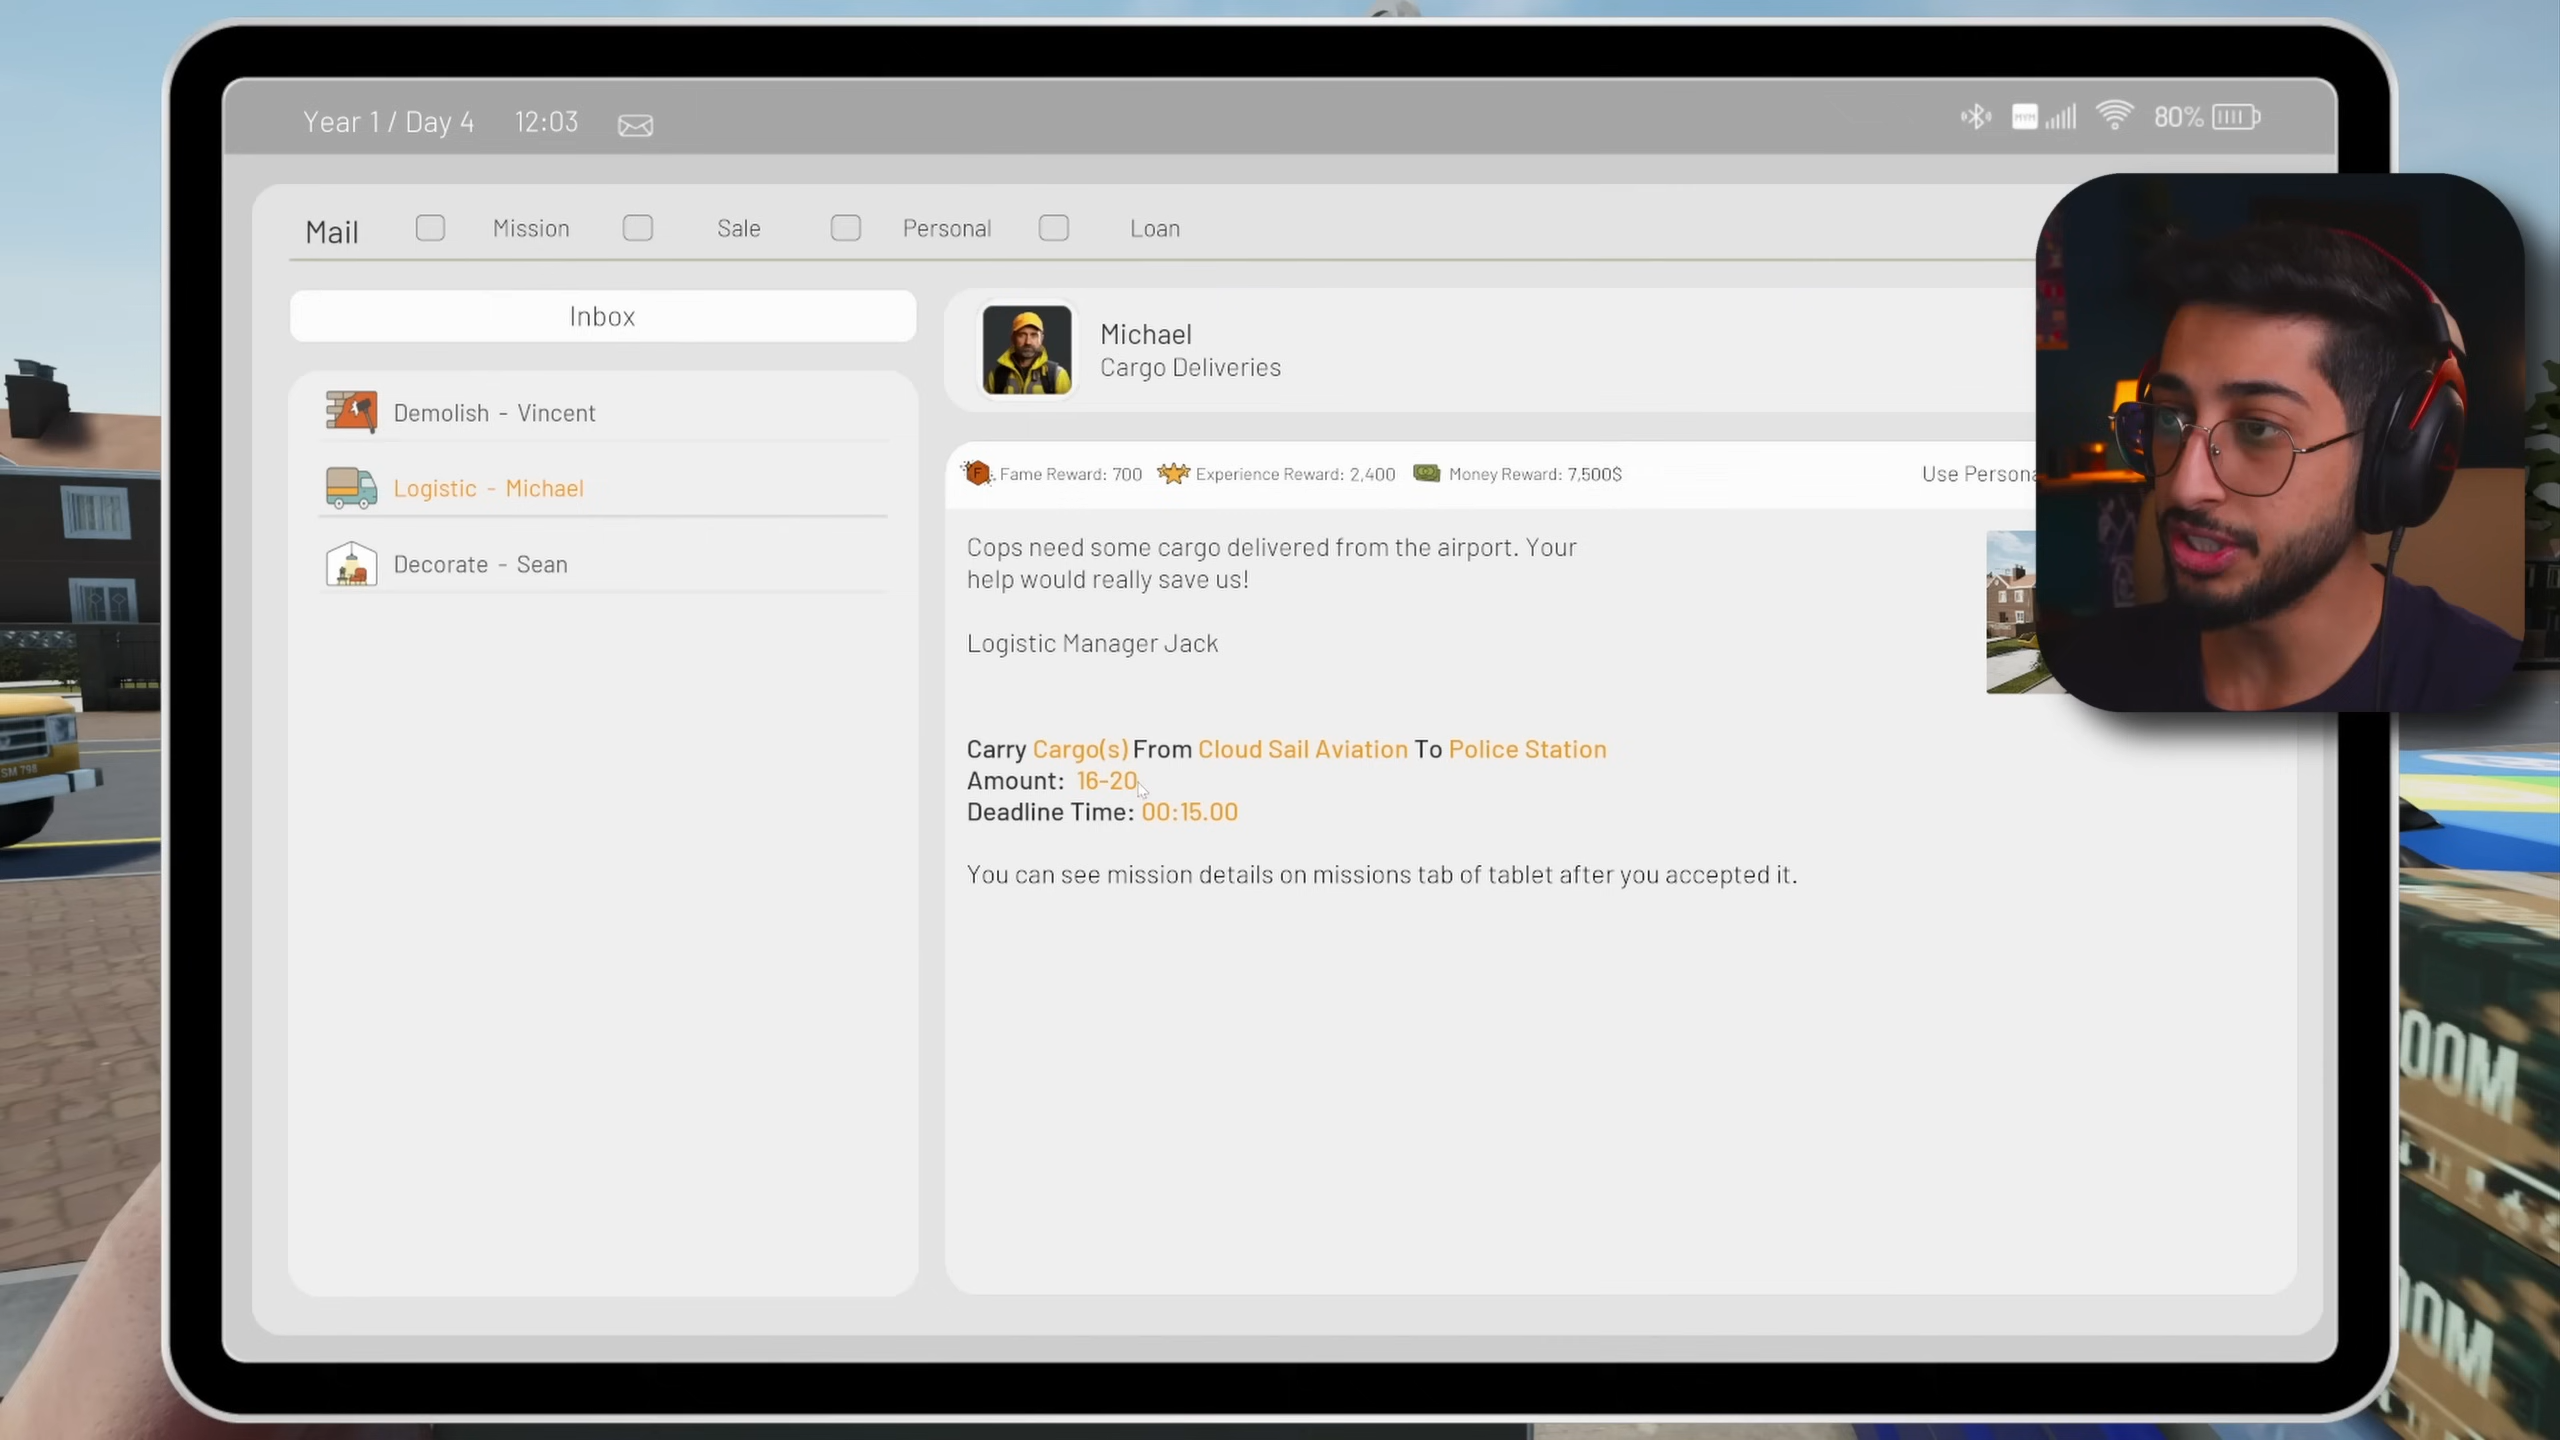 Year 1 / Day 4 12:03
80%
Mail Mission Sale Personal Loan
Inbox
Demolish - Vincent
Logistic - Michael
Decorate - Sean
Michael
Cargo Deliveries
Fame Reward: 700 Experience Reward: 2,400 Money Reward: 7,500$ Use Persona
Cops need some cargo delivered from the airport. Your
help would really save us!
Logistic Manager Jack
Carry Cargo(s) From Cloud Sail Aviation To Police Station
Amount: 16-20
Deadline Time: 00:15.00
You can see mission details on missions tab of tablet after you accepted it.
SM 798